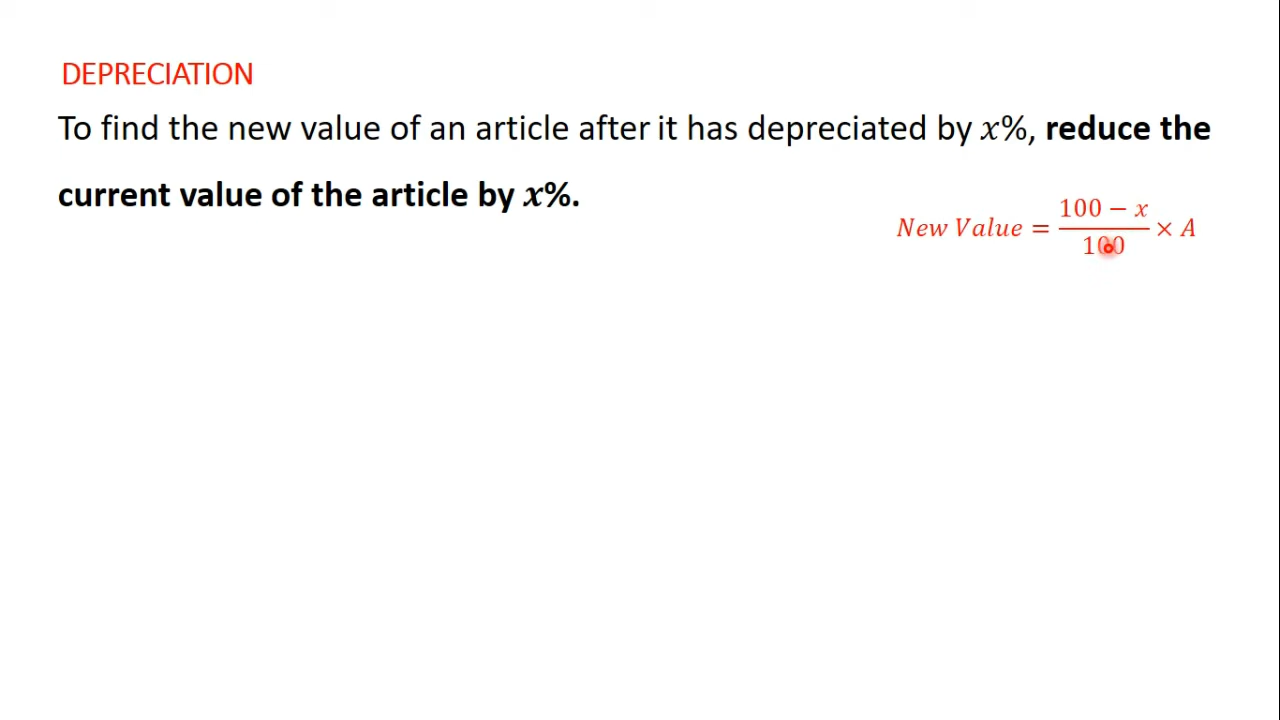 DEPRECIATION
To find the new value of an article after it has depreciated by x%, reduce the
current value of the article by x%.
New Value = (100 − x)/100 × A